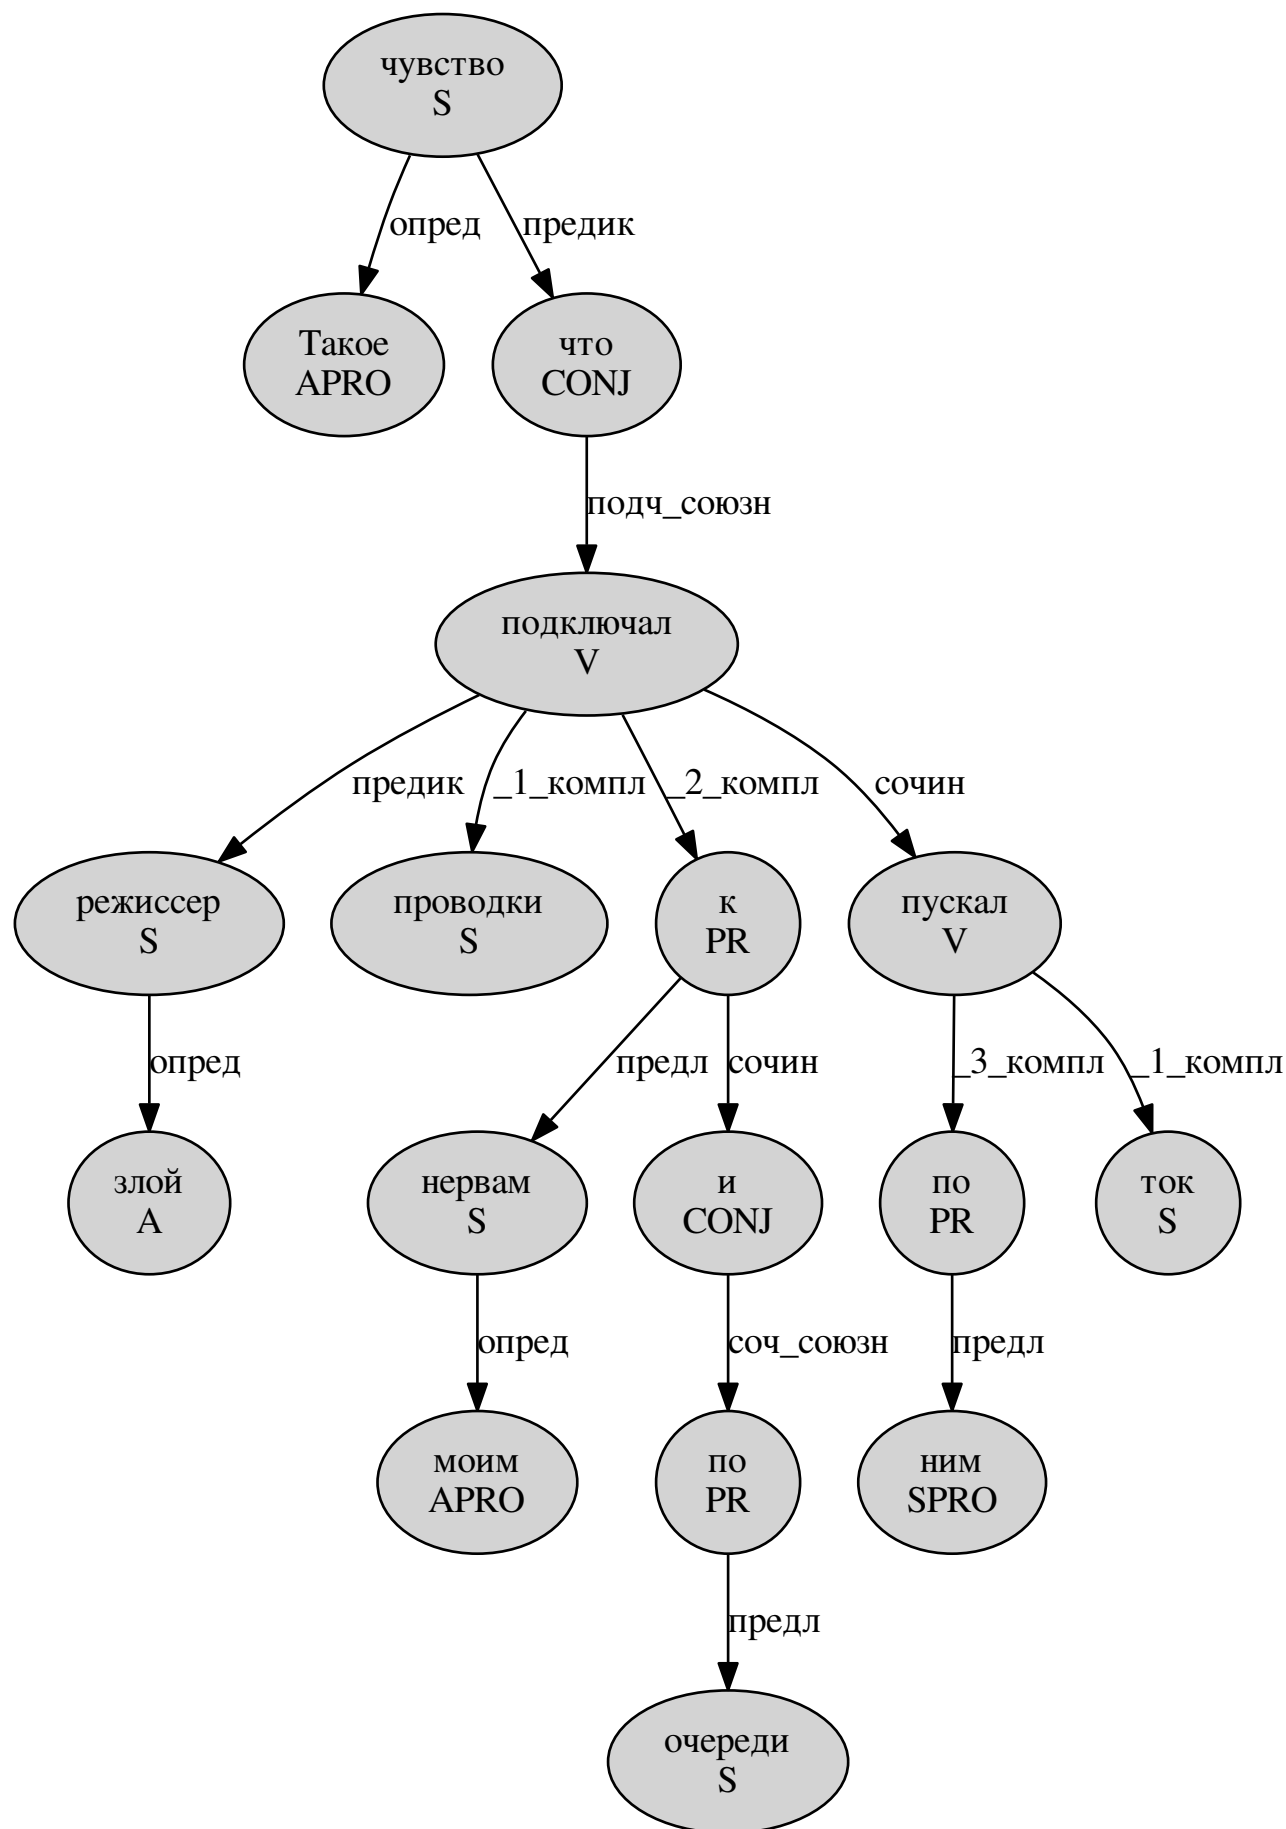 чувство
S
опред
предик
Такое
APRO
что
CONJ
подч_союзн
подключал
V
предик
_1_компл
_2_компл
сочин
режиссер
S
проводки
S
к
PR
пускал
V
опред
предл
сочин
_3_компл
_1_компл
злой
A
нервам
S
и
CONJ
по
PR
ток
S
опред
соч_союзн
предл
моим
APRO
по
PR
ним
SPRO
предл
очереди
S